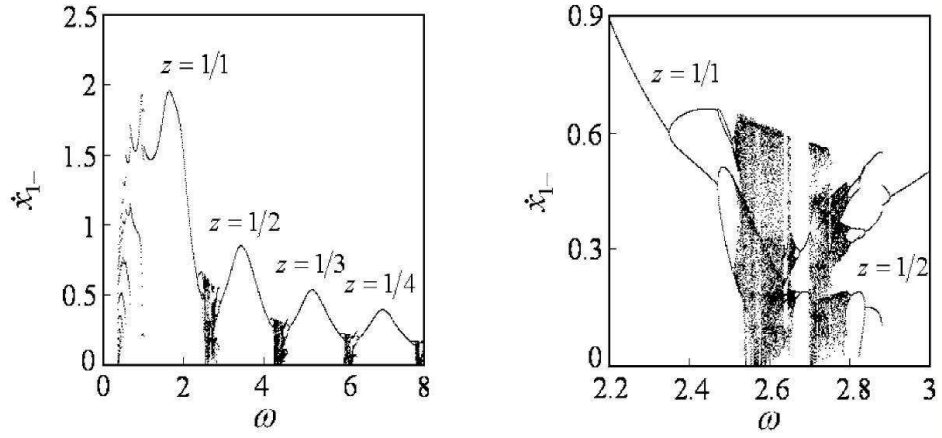 2.5
2
1.5
1
0.5
0
ẋ₁₋
z = 1/1
z = 1/2
z = 1/3
z = 1/4
0 2 4 6 8
ω
0.9
0.6
0.3
0
ẋ₁₋
z = 1/1
z = 1/2
2.2 2.4 2.6 2.8 3
ω